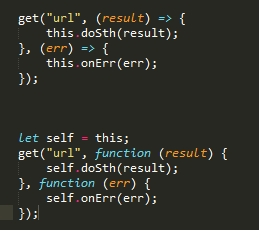 get("url", (result) => {
    this.doSth(result);
}, (err) => {
    this.onErr(err);
});
let self = this;
get("url", function (result) {
    self.doSth(result);
}, function (err) {
    self.onErr(err);
});